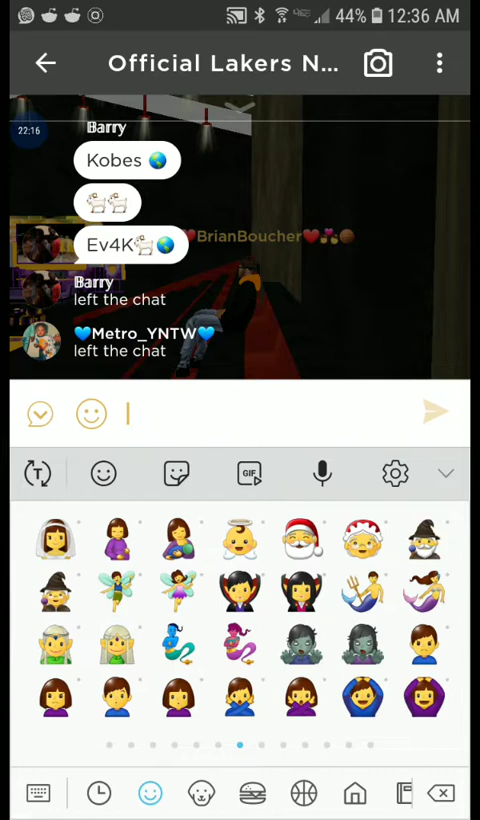 44% 12:36 AM
Official Lakers N...
22:16
Barry
Kobes 🌎
🐐🐐
Ev4K🐐🌎
❤️BrianBoucher❤️💑🏀
Barry
left the chat
💙Metro_YNTW💙
left the chat
T
GIF